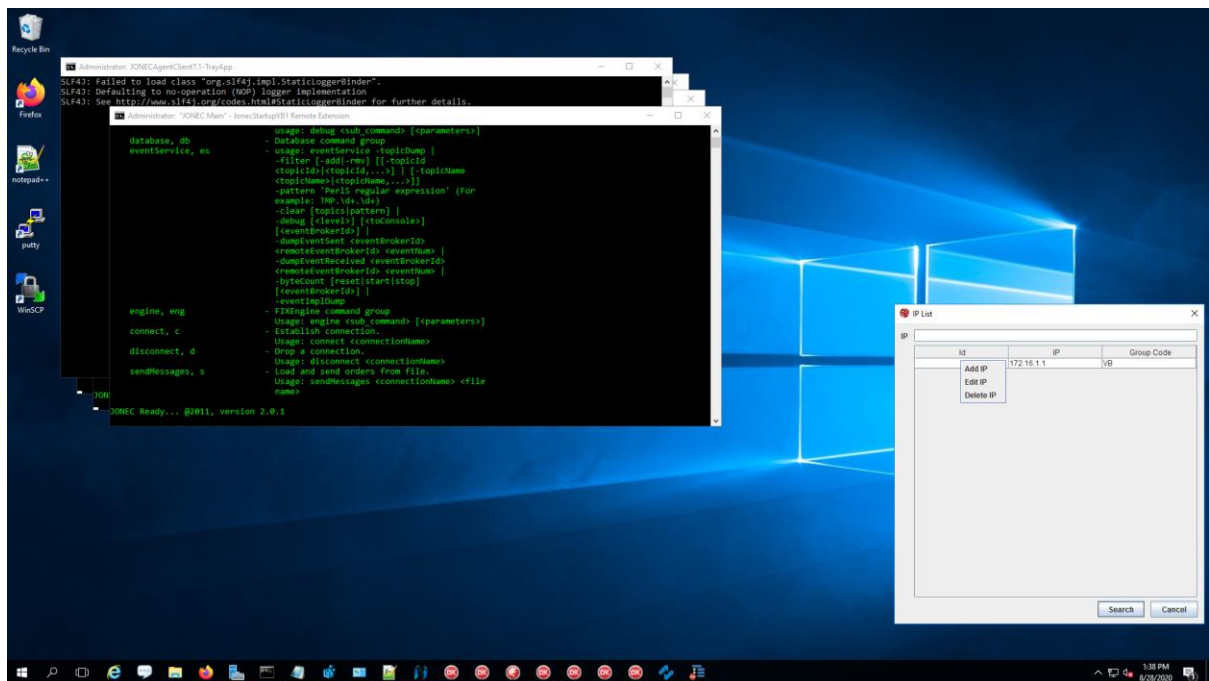 Recycle Bin
Firefox
notepad++
putty
WinSCP
Administrator: JONECAgentClient7.1-TrayApp
SLF4J: Failed to load class "org.slf4j.impl.StaticLoggerBinder".
SLF4J: Defaulting to no-operation (NOP) logger implementation
SLF4J: See http://www.slf4j.org/codes.html#StaticLoggerBinder for further details.
Administrator: "JONEC Main" - JonecStartupVB1 Remote Extension
usage: debug <sub_command> [<parameters>]
database, db - Database command group
eventService, es - usage: eventService -topicDump |
-filter [-add|-rmv] [[-topicId
<topicId>|<topicId,...>] | [-topicName
<topicName>|<topicName,...>]]
-pattern 'Perl5 regular expression' (For
example: TMP.\d+.\d+)
-clear [topics|pattern] |
-debug [<level>] [<toConsole>]
[<eventBrokerId>] |
-dumpEventSent <eventBrokerId>
<remoteEventBrokerId> <eventNum> |
-dumpEventReceived <eventBrokerId>
<remoteEventBrokerId> <eventNum> |
-byteCount [reset|start|stop]
[<eventBrokerId>] |
-eventImplDump
engine, eng - FIXEngine command group
Usage: engine <sub_command> [<parameters>]
connect, c - Establish connection.
Usage: connect <connectionName>
disconnect, d - Drop a connection.
Usage: disconnect <connectionName>
sendMessages, s - Load and send orders from file.
Usage: sendMessages <connectionName> <file
name>
JON
JONEC Ready... @2011, version 2.0.1
IP List
IP
Id IP Group Code
172.16.1.1 VB
Add IP
Edit IP
Delete IP
Search Cancel
1:38 PM
8/28/2020